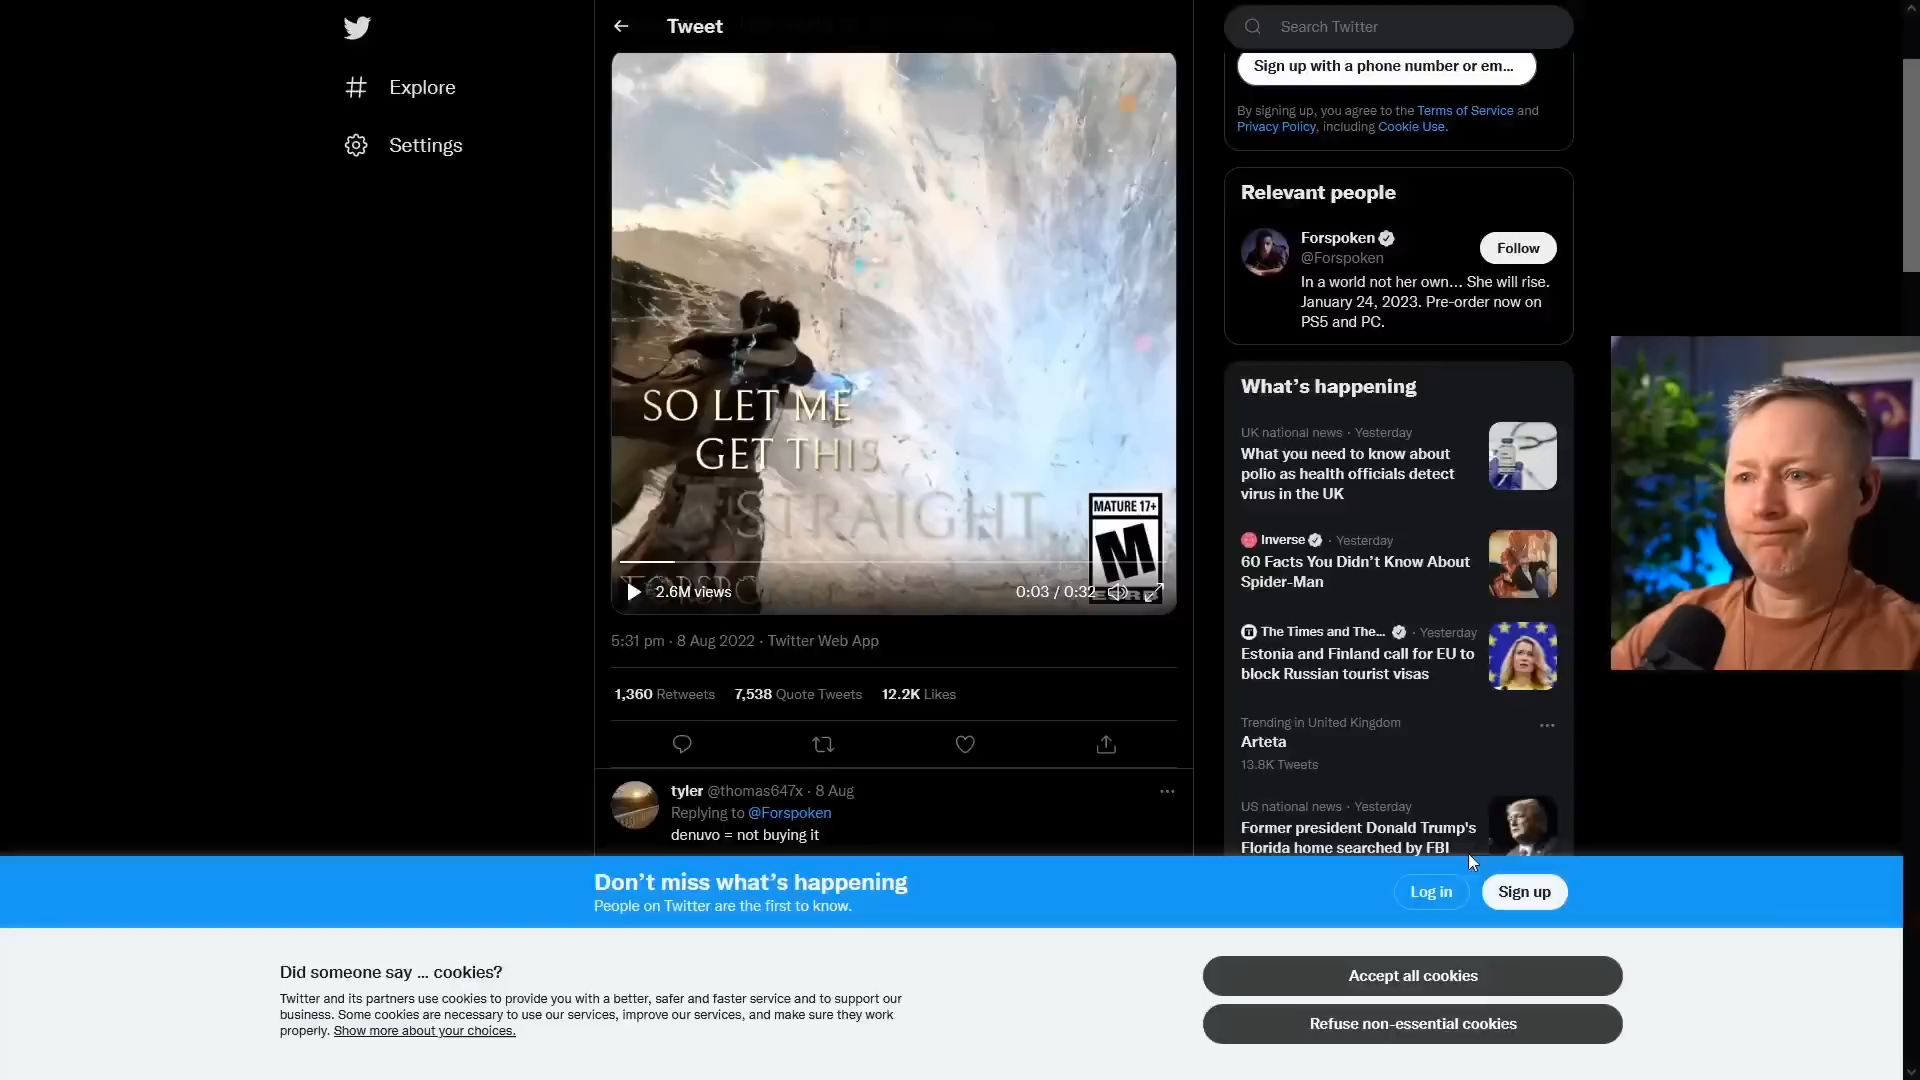 Tweet
Search Twitter
Explore
Settings
SO LET ME
GET THIS
STRAIGHT
MATURE 17+
M
ESRB
2.6M views
0:03 / 0:32
5:31 pm · 8 Aug 2022 · Twitter Web App
1,360 Retweets 7,538 Quote Tweets 12.2K Likes
tyler @thomas647x · 8 Aug
Replying to @Forspoken
denuvo = not buying it
Sign up with a phone number or em...
By signing up, you agree to the Terms of Service and
Privacy Policy, including Cookie Use.
Relevant people
Forspoken
@Forspoken
Follow
In a world not her own... She will rise.
January 24, 2023. Pre-order now on
PS5 and PC.
What's happening
UK national news · Yesterday
What you need to know about
polio as health officials detect
virus in the UK
Inverse · Yesterday
60 Facts You Didn't Know About
Spider-Man
The Times and The... · Yesterday
Estonia and Finland call for EU to
block Russian tourist visas
Trending in United Kingdom
Arteta
13.8K Tweets
US national news · Yesterday
Former president Donald Trump's
Florida home searched by FBI
Don't miss what's happening
People on Twitter are the first to know.
Log in
Sign up
Did someone say ... cookies?
Twitter and its partners use cookies to provide you with a better, safer and faster service and to support our
business. Some cookies are necessary to use our services, improve our services, and make sure they work
properly. Show more about your choices.
Accept all cookies
Refuse non-essential cookies